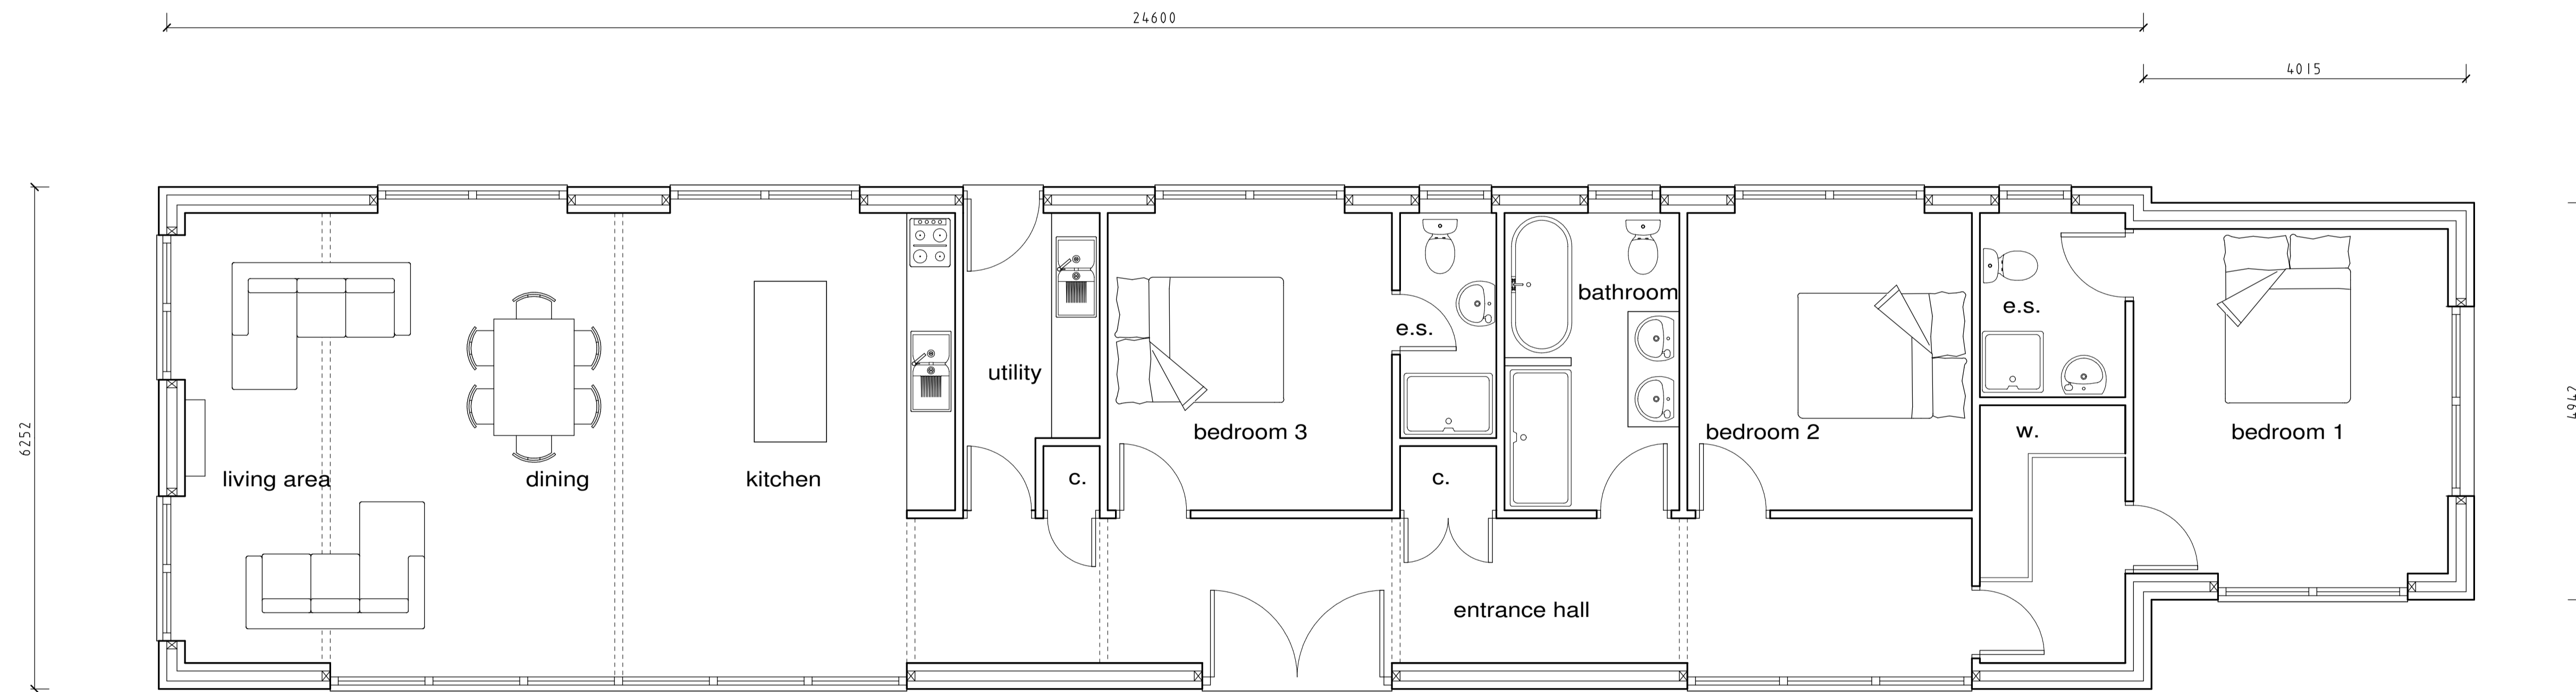 24600
4015
6252
4942
bathroom
e.s.
e.s.
utility
bedroom 3
bedroom 2
w.
bedroom 1
living area
dining
kitchen
c.
c.
entrance hall